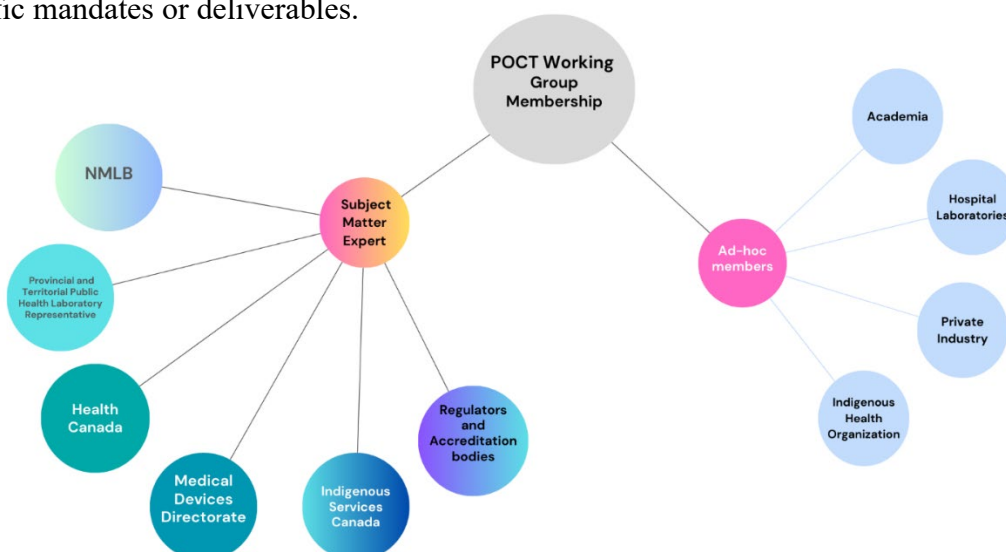 fic mandates or deliverables.
POCT Working
Group
Membership
NMLB
Subject
Matter
Expert
Provincial and
Territorial Public
Health Laboratory
Representative
Health
Canada
Medical
Devices
Directorate
Indigenous
Services
Canada
Regulators
and
Accreditation
bodies
Ad-hoc
members
Academia
Hospital
Laboratories
Private
Industry
Indigenous
Health
Organization